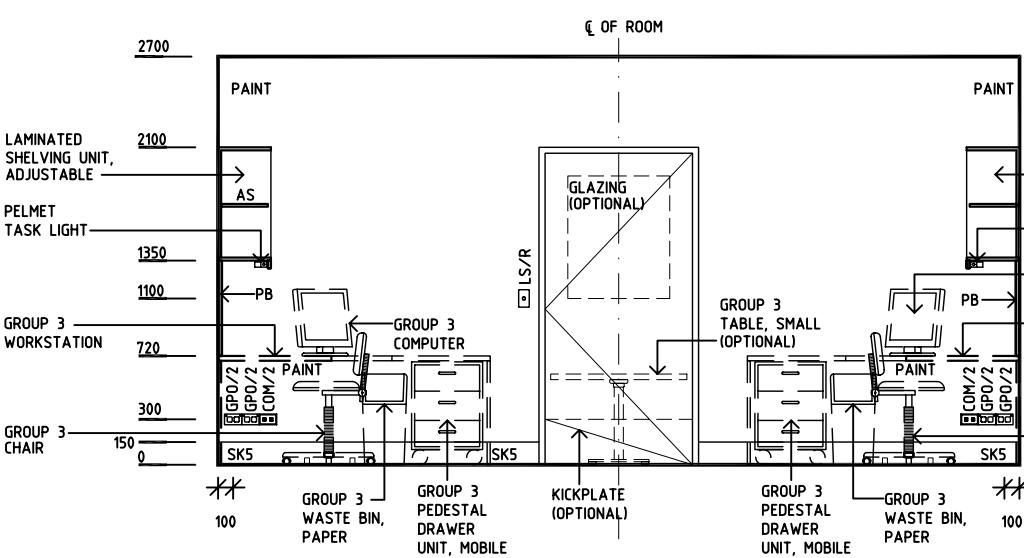 ℄ OF ROOM
2700
PAINT
PAINT
LAMINATED
SHELVING UNIT,
ADJUSTABLE
2100
GLAZING
(OPTIONAL)
AS
PELMET
TASK LIGHT
1350
LS/R
1100
PB
PB
GROUP 3
WORKSTATION
GROUP 3
COMPUTER
GROUP 3
TABLE, SMALL
(OPTIONAL)
720
PAINT
PAINT
GPO/2
GPO/2
COM/2
COM/2
GPO/2
GPO/2
300
GROUP 3
CHAIR
150
0
SK5
SK5
SK5
100
100
GROUP 3
WASTE BIN,
PAPER
GROUP 3
PEDESTAL
DRAWER
UNIT, MOBILE
KICKPLATE
(OPTIONAL)
GROUP 3
PEDESTAL
DRAWER
UNIT, MOBILE
GROUP 3
WASTE BIN,
PAPER